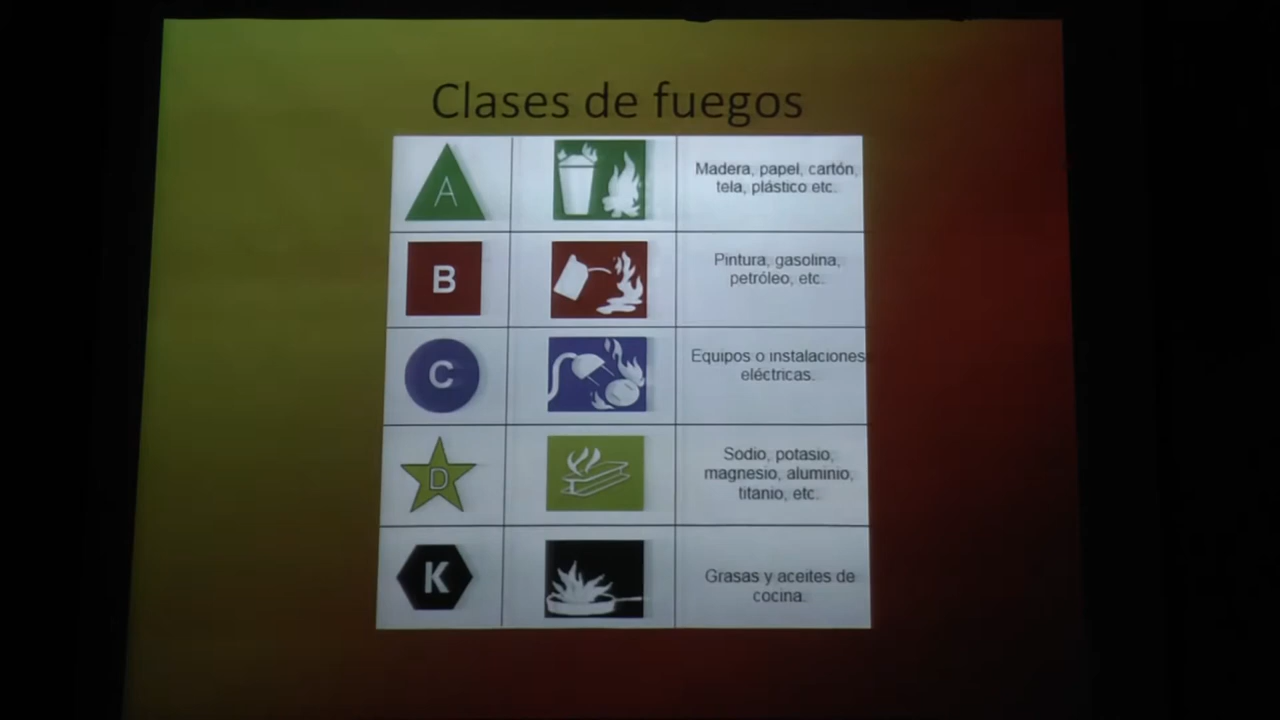 Clases de fuegos
A
Madera, papel, cartón,
tela, plástico etc.
B
Pintura, gasolina,
petróleo, etc.
C
Equipos o instalaciones
eléctricas.
D
Sodio, potasio,
magnesio, aluminio,
titanio, etc.
K
Grasas y aceites de
cocina.